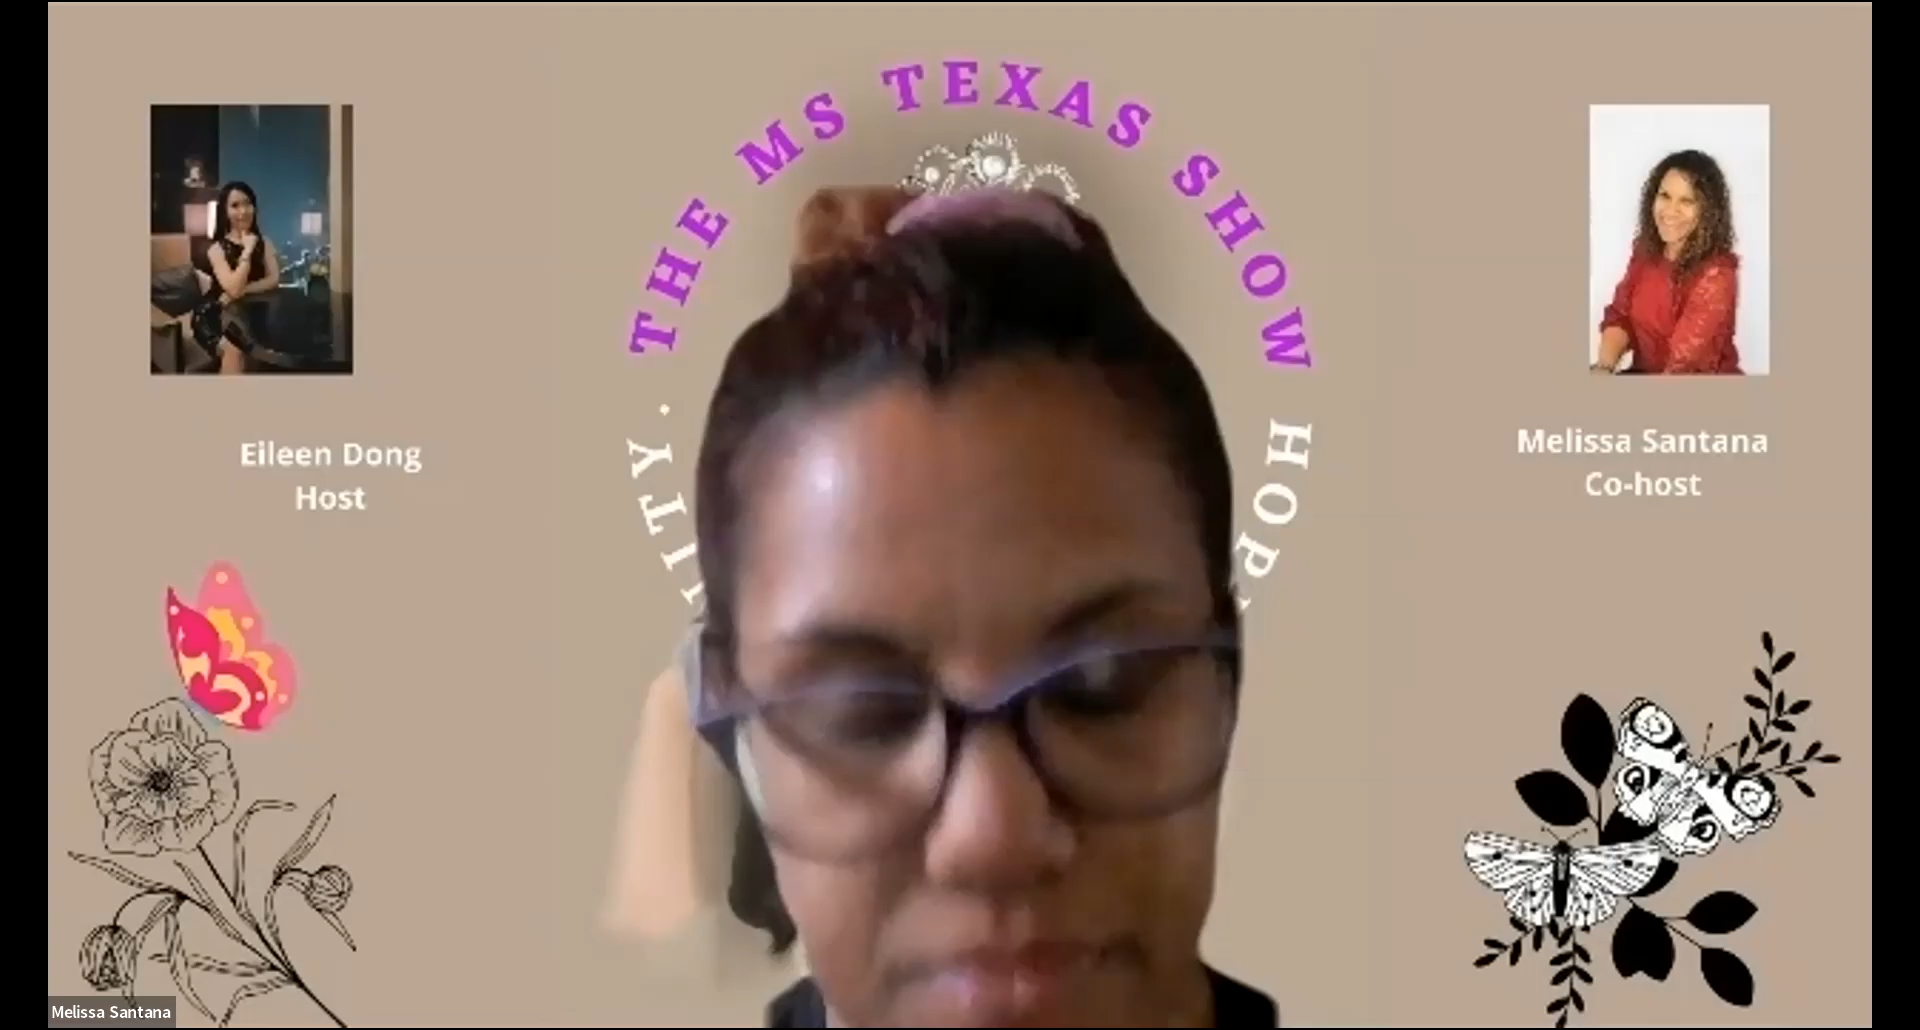 THE MS TEXAS SHOW
Eileen Dong
Host
Melissa Santana
Co-host
Melissa Santana